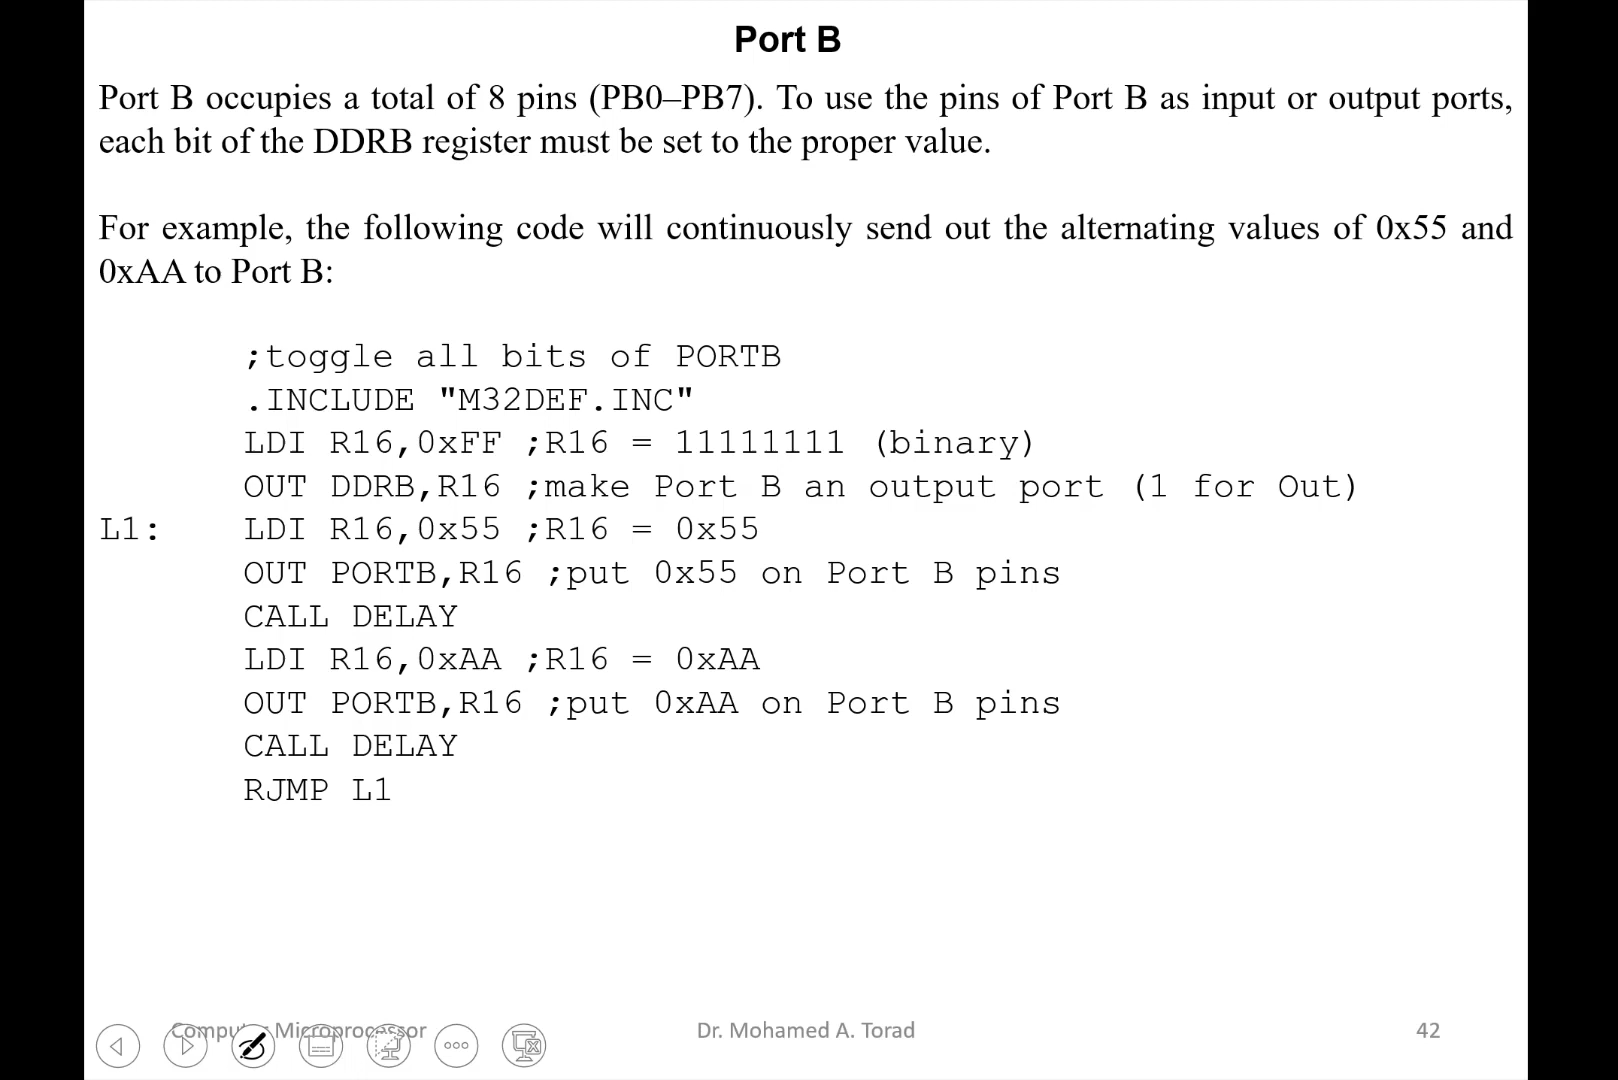 Port B
Port B occupies a total of 8 pins (PB0–PB7). To use the pins of Port B as input or output ports,
each bit of the DDRB register must be set to the proper value.
For example, the following code will continuously send out the alternating values of 0x55 and
0xAA to Port B:
;toggle all bits of PORTB
.INCLUDE "M32DEF.INC"
LDI R16,0xFF ;R16 = 11111111 (binary)
OUT DDRB,R16 ;make Port B an output port (1 for Out)
L1: LDI R16,0x55 ;R16 = 0x55
OUT PORTB,R16 ;put 0x55 on Port B pins
CALL DELAY
LDI R16,0xAA ;R16 = 0xAA
OUT PORTB,R16 ;put 0xAA on Port B pins
CALL DELAY
RJMP L1
Computer Microprocessor Dr. Mohamed A. Torad 42